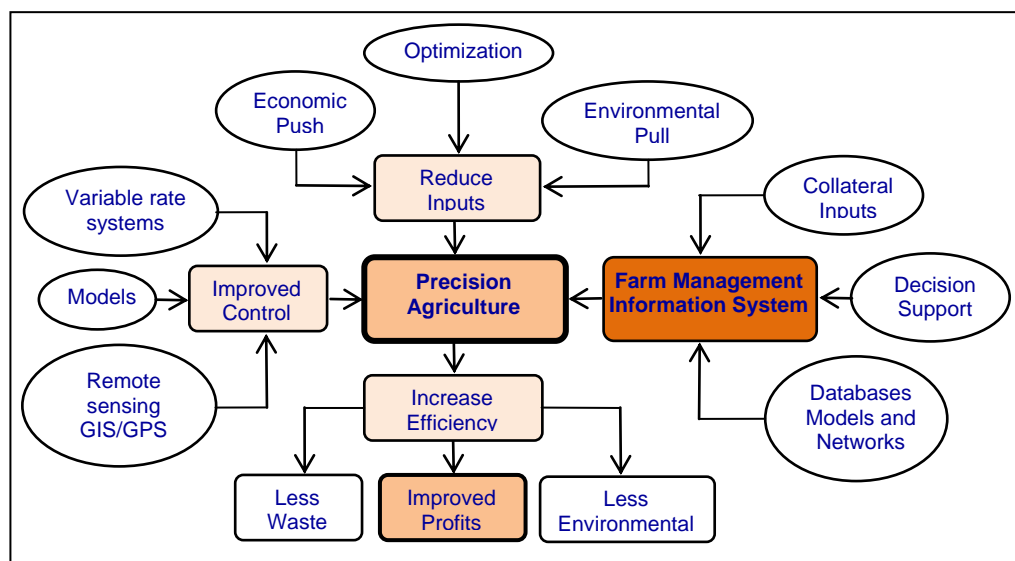 Optimization
Economic
Push
Environmental
Pull
Reduce
Inputs
Variable rate
systems
Collateral
Inputs
Models
Improved
Control
Precision
Agriculture
Farm Management
Information System
Decision
Support
Remote
sensing
GIS/GPS
Increase
Efficiency
Databases
Models and
Networks
Less
Waste
Improved
Profits
Less
Environmental